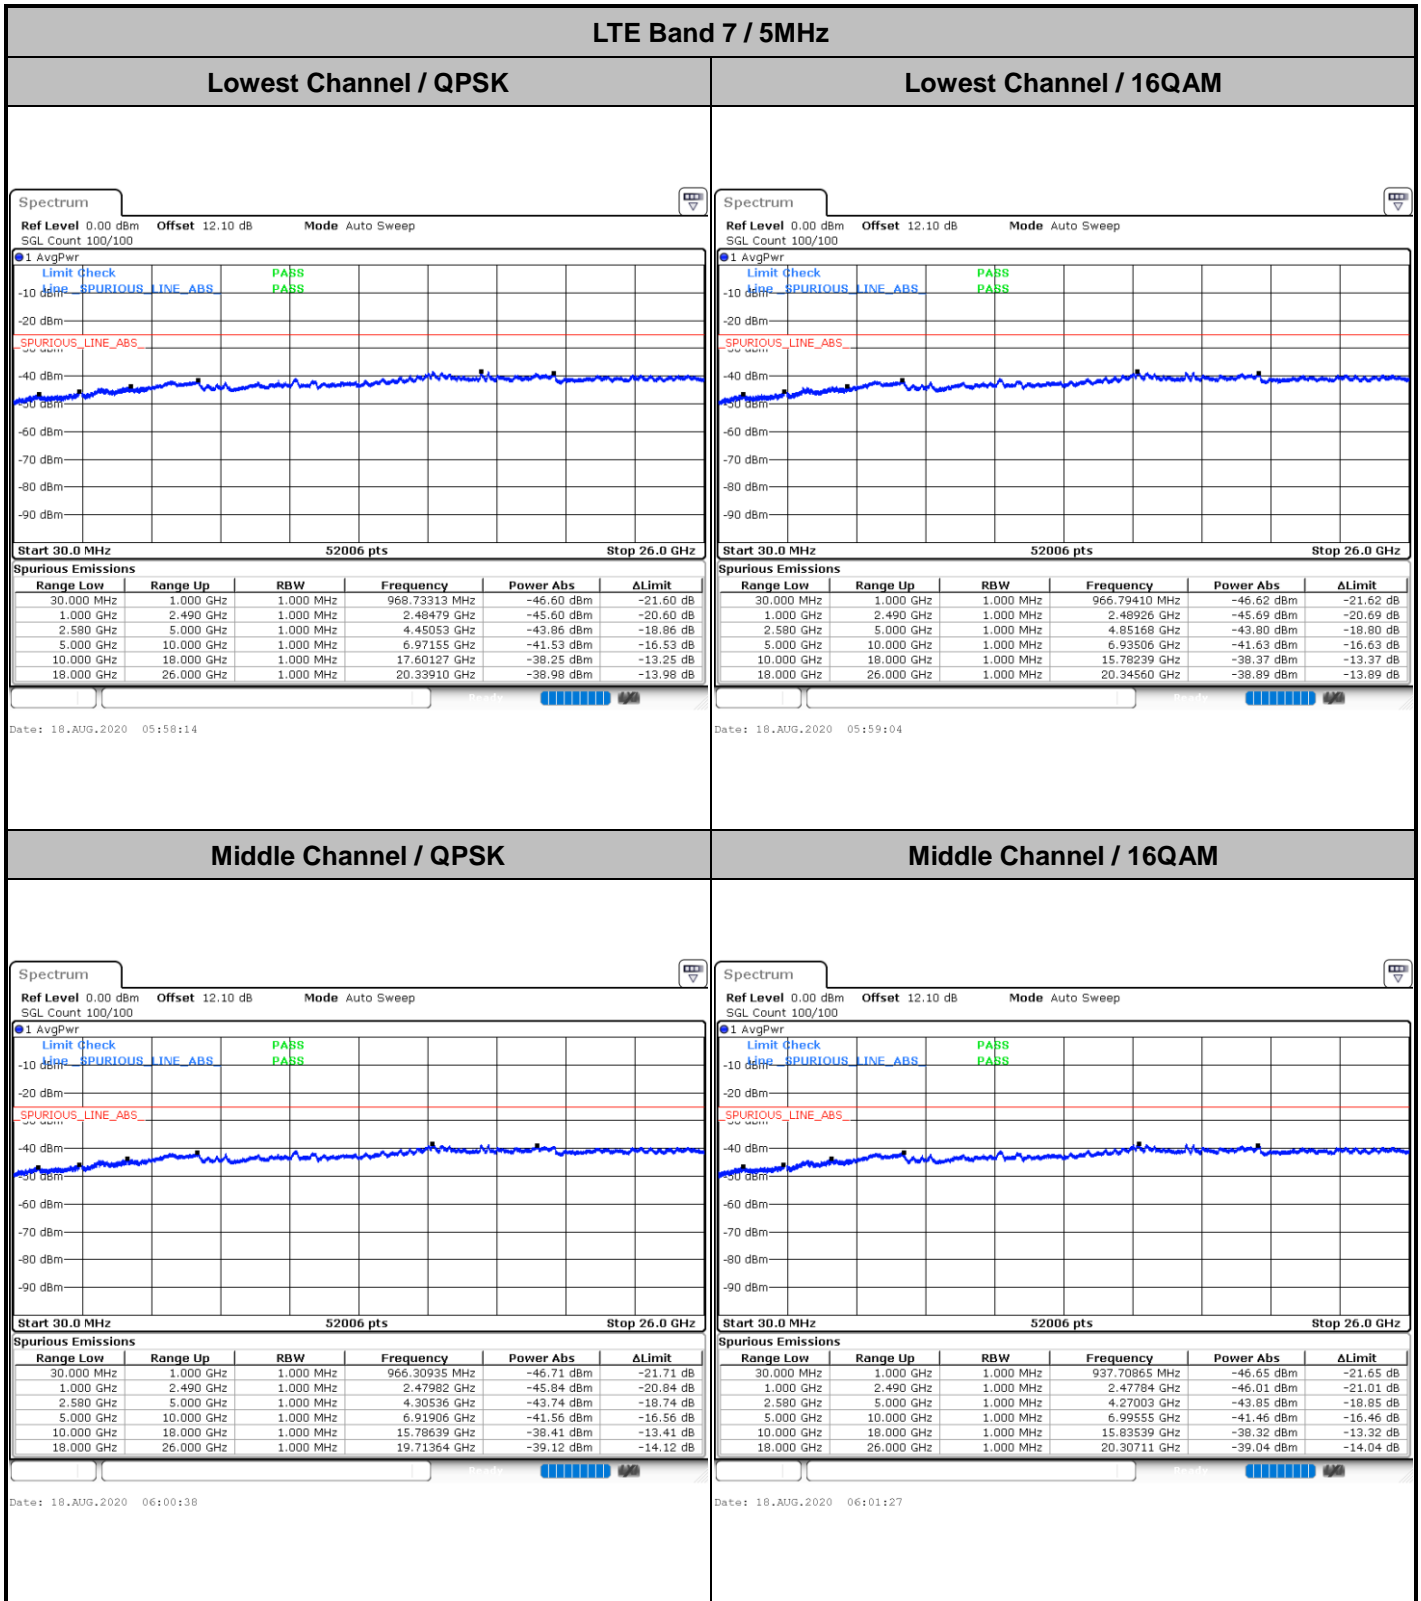 LTE Band 7 / 5MHz
Lowest Channel / QPSK
Lowest Channel / 16QAM
Spectrum
Ref Level 0.00 dBm Offset 12.10 dB Mode Auto Sweep
SGL Count 100/100
1 AvgPwr
Limit Check PASS
Line _SPURIOUS_LINE_ABS_ PASS
-10 dBm
-20 dBm
_SPURIOUS_LINE_ABS_
-30 dBm
-40 dBm
-50 dBm
-60 dBm
-70 dBm
-80 dBm
-90 dBm
Start 30.0 MHz 52006 pts Stop 26.0 GHz
Spurious Emissions
Range Low Range Up RBW Frequency Power Abs ΔLimit
30.000 MHz 1.000 GHz 1.000 MHz 968.73313 MHz -46.60 dBm -21.60 dB
1.000 GHz 2.490 GHz 1.000 MHz 2.48479 GHz -45.60 dBm -20.60 dB
2.580 GHz 5.000 GHz 1.000 MHz 4.45053 GHz -43.86 dBm -18.86 dB
5.000 GHz 10.000 GHz 1.000 MHz 6.97155 GHz -41.53 dBm -16.53 dB
10.000 GHz 18.000 GHz 1.000 MHz 17.60127 GHz -38.25 dBm -13.25 dB
18.000 GHz 26.000 GHz 1.000 MHz 20.33910 GHz -38.98 dBm -13.98 dB
Date: 18.AUG.2020 05:58:14
Spectrum
Ref Level 0.00 dBm Offset 12.10 dB Mode Auto Sweep
SGL Count 100/100
1 AvgPwr
Limit Check PASS
Line _SPURIOUS_LINE_ABS_ PASS
-10 dBm
-20 dBm
_SPURIOUS_LINE_ABS_
-30 dBm
-40 dBm
-50 dBm
-60 dBm
-70 dBm
-80 dBm
-90 dBm
Start 30.0 MHz 52006 pts Stop 26.0 GHz
Spurious Emissions
Range Low Range Up RBW Frequency Power Abs ΔLimit
30.000 MHz 1.000 GHz 1.000 MHz 966.79410 MHz -46.62 dBm -21.62 dB
1.000 GHz 2.490 GHz 1.000 MHz 2.48926 GHz -45.69 dBm -20.69 dB
2.580 GHz 5.000 GHz 1.000 MHz 4.85168 GHz -43.80 dBm -18.80 dB
5.000 GHz 10.000 GHz 1.000 MHz 6.93506 GHz -41.63 dBm -16.63 dB
10.000 GHz 18.000 GHz 1.000 MHz 15.78239 GHz -38.37 dBm -13.37 dB
18.000 GHz 26.000 GHz 1.000 MHz 20.34560 GHz -38.89 dBm -13.89 dB
Date: 18.AUG.2020 05:59:04
Middle Channel / QPSK
Middle Channel / 16QAM
Spectrum
Ref Level 0.00 dBm Offset 12.10 dB Mode Auto Sweep
SGL Count 100/100
1 AvgPwr
Limit Check PASS
Line _SPURIOUS_LINE_ABS_ PASS
-10 dBm
-20 dBm
_SPURIOUS_LINE_ABS_
-30 dBm
-40 dBm
-50 dBm
-60 dBm
-70 dBm
-80 dBm
-90 dBm
Start 30.0 MHz 52006 pts Stop 26.0 GHz
Spurious Emissions
Range Low Range Up RBW Frequency Power Abs ΔLimit
30.000 MHz 1.000 GHz 1.000 MHz 966.30935 MHz -46.71 dBm -21.71 dB
1.000 GHz 2.490 GHz 1.000 MHz 2.47982 GHz -45.84 dBm -20.84 dB
2.580 GHz 5.000 GHz 1.000 MHz 4.30536 GHz -43.74 dBm -18.74 dB
5.000 GHz 10.000 GHz 1.000 MHz 6.91906 GHz -41.56 dBm -16.56 dB
10.000 GHz 18.000 GHz 1.000 MHz 15.78639 GHz -38.41 dBm -13.41 dB
18.000 GHz 26.000 GHz 1.000 MHz 19.71364 GHz -39.12 dBm -14.12 dB
Date: 18.AUG.2020 06:00:38
Spectrum
Ref Level 0.00 dBm Offset 12.10 dB Mode Auto Sweep
SGL Count 100/100
1 AvgPwr
Limit Check PASS
Line _SPURIOUS_LINE_ABS_ PASS
-10 dBm
-20 dBm
_SPURIOUS_LINE_ABS_
-30 dBm
-40 dBm
-50 dBm
-60 dBm
-70 dBm
-80 dBm
-90 dBm
Start 30.0 MHz 52006 pts Stop 26.0 GHz
Spurious Emissions
Range Low Range Up RBW Frequency Power Abs ΔLimit
30.000 MHz 1.000 GHz 1.000 MHz 937.70865 MHz -46.65 dBm -21.65 dB
1.000 GHz 2.490 GHz 1.000 MHz 2.47784 GHz -46.01 dBm -21.01 dB
2.580 GHz 5.000 GHz 1.000 MHz 4.27003 GHz -43.85 dBm -18.85 dB
5.000 GHz 10.000 GHz 1.000 MHz 6.99555 GHz -41.46 dBm -16.46 dB
10.000 GHz 18.000 GHz 1.000 MHz 15.83539 GHz -38.32 dBm -13.32 dB
18.000 GHz 26.000 GHz 1.000 MHz 20.30711 GHz -39.04 dBm -14.04 dB
Date: 18.AUG.2020 06:01:27